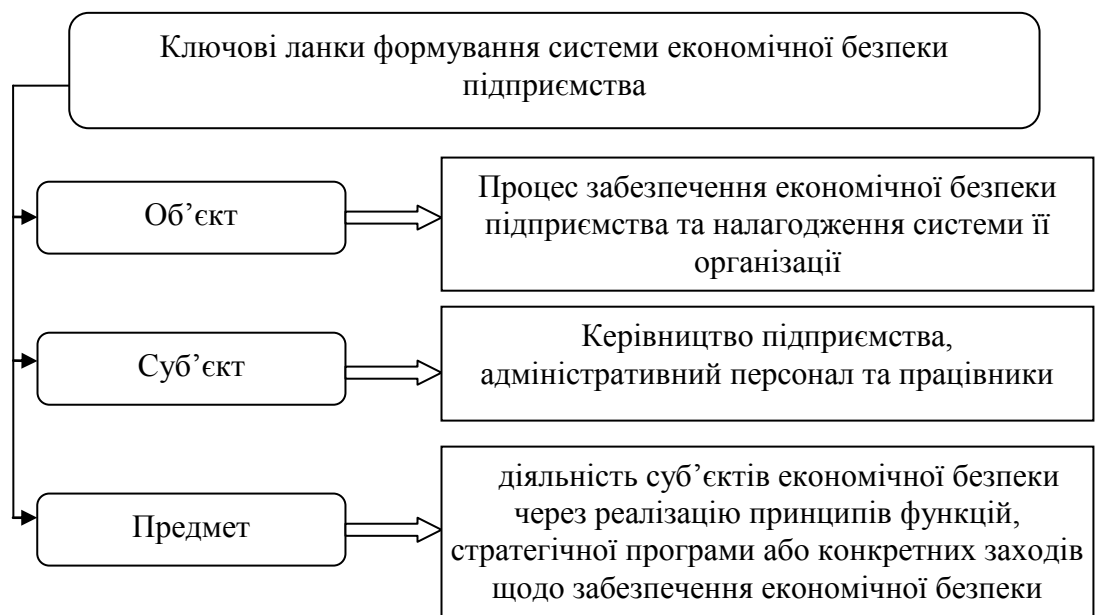 Ключові ланки формування системи економічної безпеки
підприємства
Об’єкт
Процес забезпечення економічної безпеки
підприємства та налагодження системи її
організації
Суб’єкт
Керівництво підприємства,
адміністративний персонал та працівники
Предмет
діяльність суб’єктів економічної безпеки
через реалізацію принципів функцій,
стратегічної програми або конкретних заходів
щодо забезпечення економічної безпеки